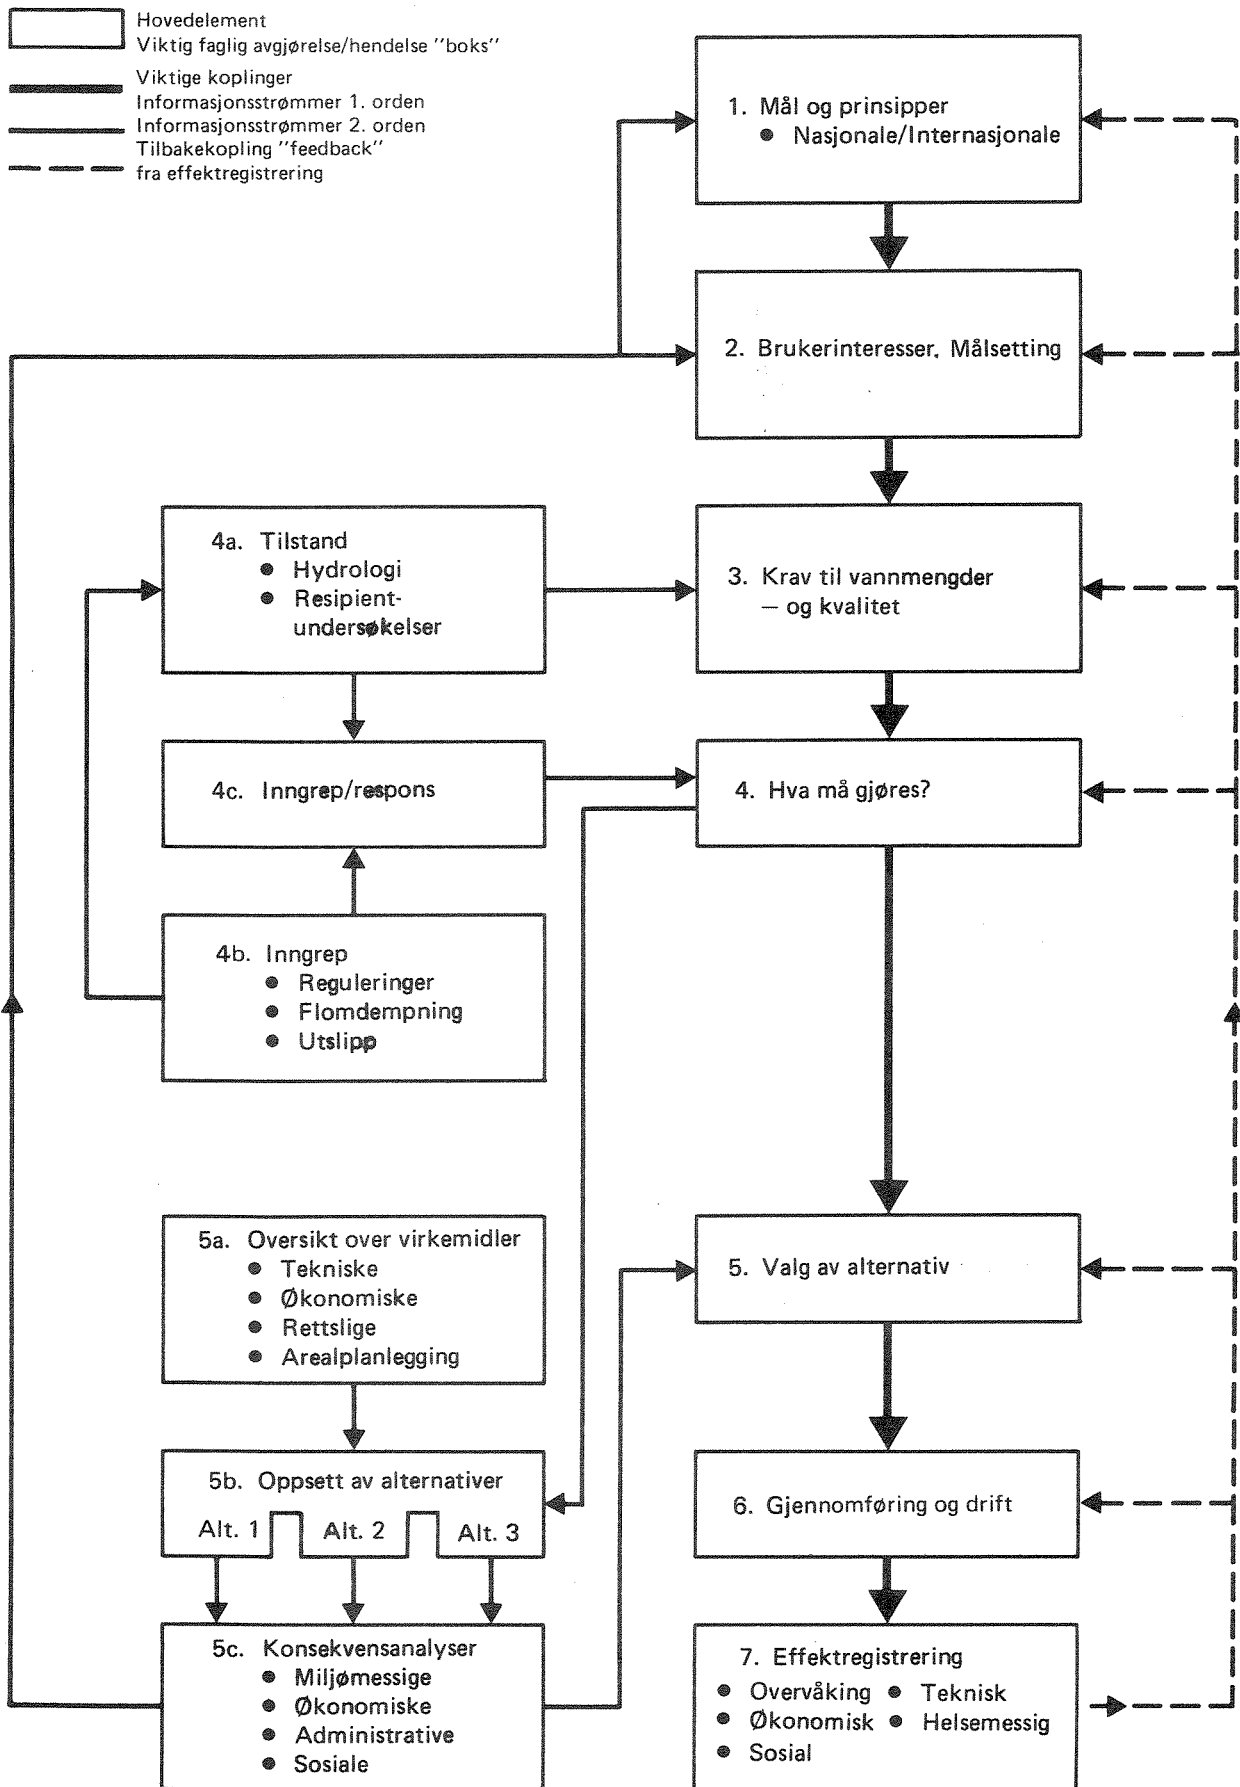 Hovedelement
Viktig faglig avgjørelse/hendelse "boks"
Viktige koplinger
Informasjonsstrømmer 1. orden
Informasjonsstrømmer 2. orden
Tilbakekopling "feedback"
fra effektregistrering
1. Mål og prinsipper
● Nasjonale/Internasjonale
2. Brukerinteresser. Målsetting
4a. Tilstand
● Hydrologi
● Resipient-
undersøkelser
3. Krav til vannmengder
— og kvalitet
4c. Inngrep/respons
4. Hva må gjøres?
4b. Inngrep
● Reguleringer
● Flomdempning
● Utslipp
5a. Oversikt over virkemidler
● Tekniske
● Økonomiske
● Rettslige
● Arealplanlegging
5. Valg av alternativ
5b. Oppsett av alternativer
Alt. 1 Alt. 2 Alt. 3
6. Gjennomføring og drift
5c. Konsekvensanalyser
● Miljømessige
● Økonomiske
● Administrative
● Sosiale
7. Effektregistrering
● Overvåking ● Teknisk
● Økonomisk ● Helsemessig
● Sosial